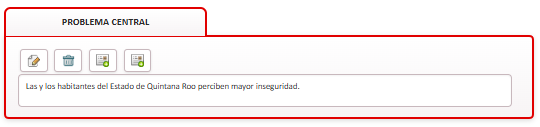 PROBLEMA CENTRAL
Las y los habitantes del Estado de Quintana Roo perciben mayor inseguridad.